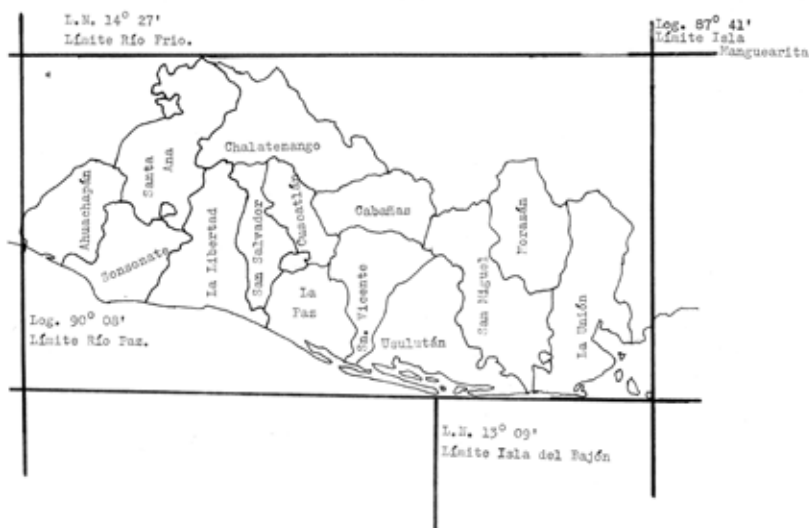 L.N. 14° 27'
Límite Río Frio.
Log. 87° 41'
Límite Isla
Manguearita
Chalatenango
Santa
Ana
Ahuachapán
Sonsonate
La Libertad
San Salvador
Cuscatlán
Cabañas
La
Paz
Sn. Vicente
Usulután
San Miguel
Morazán
La Unión
Log. 90° 08'
Límite Río Paz.
L.N. 13° 09'
Límite Isla del Bajón